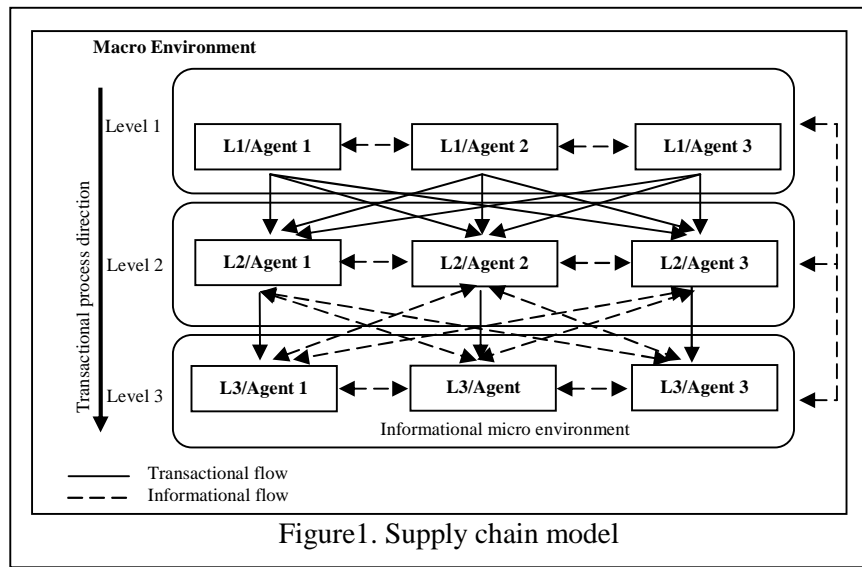 Macro Environment
Level 1
L1/Agent 1
L1/Agent 2
L1/Agent 3
Transactional process direction
Level 2
L2/Agent 1
L2/Agent 2
L2/Agent 3
Level 3
L3/Agent 1
L3/Agent
L3/Agent 3
Informational micro environment
Transactional flow
Informational flow
Figure1. Supply chain model